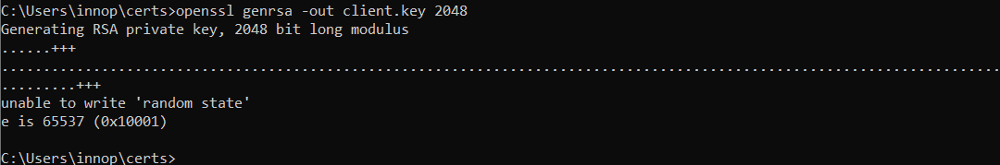 C:\Users\innop\certs>openssl genrsa -out client.key 2048
Generating RSA private key, 2048 bit long modulus
......+++
.....................................................................................................................
.........+++
unable to write 'random state'
e is 65537 (0x10001)
C:\Users\innop\certs>